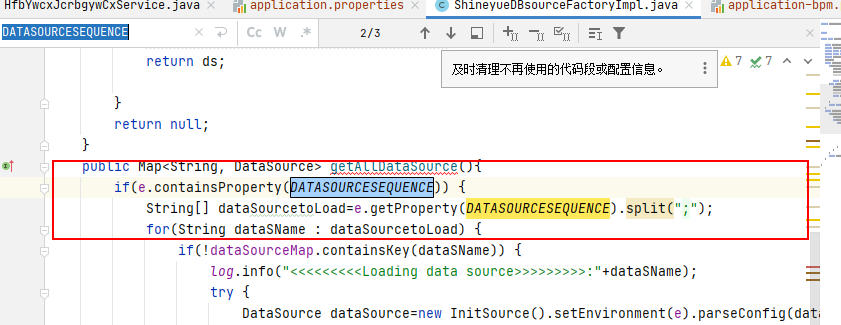 HfbYwcxJcrbgywCxService.java × application.properties × ShineyueDBsourceFactoryImpl.java × application-bpm.
DATASOURCESEQUENCE × Cc W .* 2/3
return ds;
及时清理不再使用的代码段或配置信息。
7 7
}
return null;
}
public Map<String, DataSource> getALLDataSource(){
if(e.containsProperty(DATASOURCESEQUENCE)) {
String[] dataSourcetoLoad=e.getProperty(DATASOURCESEQUENCE).split(";");
for(String dataSName : dataSourcetoLoad) {
if(!dataSourceMap.containsKey(dataSName)) {
log.info("<<<<<<<<<Loading data source>>>>>>>>>:"+dataSName);
try {
DataSource dataSource=new InitSource().setEnvironment(e).parseConfig(dat